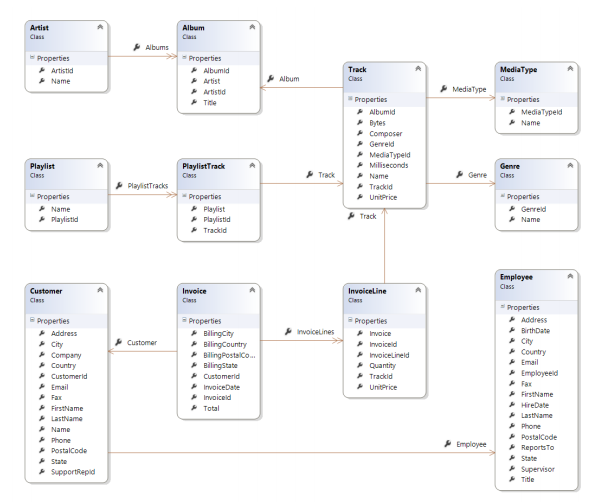 Artist
Class
Properties
ArtistId
Name
Albums
Album
Class
Properties
AlbumId
Artist
ArtistId
Title
Album
Track
Class
Properties
AlbumId
Bytes
Composer
GenreId
MediaTypeId
Milliseconds
Name
TrackId
UnitPrice
MediaType
MediaType
Class
Properties
MediaTypeId
Name
Playlist
Class
Properties
Name
PlaylistId
PlaylistTracks
PlaylistTrack
Class
Properties
Playlist
PlaylistId
TrackId
Track
Genre
Genre
Class
Properties
GenreId
Name
Track
Customer
Class
Properties
Address
City
Company
Country
CustomerId
Email
Fax
FirstName
LastName
Name
Phone
PostalCode
State
SupportRepId
Customer
Invoice
Class
Properties
BillingCity
BillingCountry
BillingPostalCo...
BillingState
CustomerId
InvoiceDate
InvoiceId
Total
InvoiceLines
InvoiceLine
Class
Properties
Invoice
InvoiceId
InvoiceLineId
Quantity
TrackId
UnitPrice
Employee
Employee
Class
Properties
Address
BirthDate
City
Country
Email
EmployeeId
Fax
FirstName
HireDate
LastName
Phone
PostalCode
ReportsTo
State
Supervisor
Title